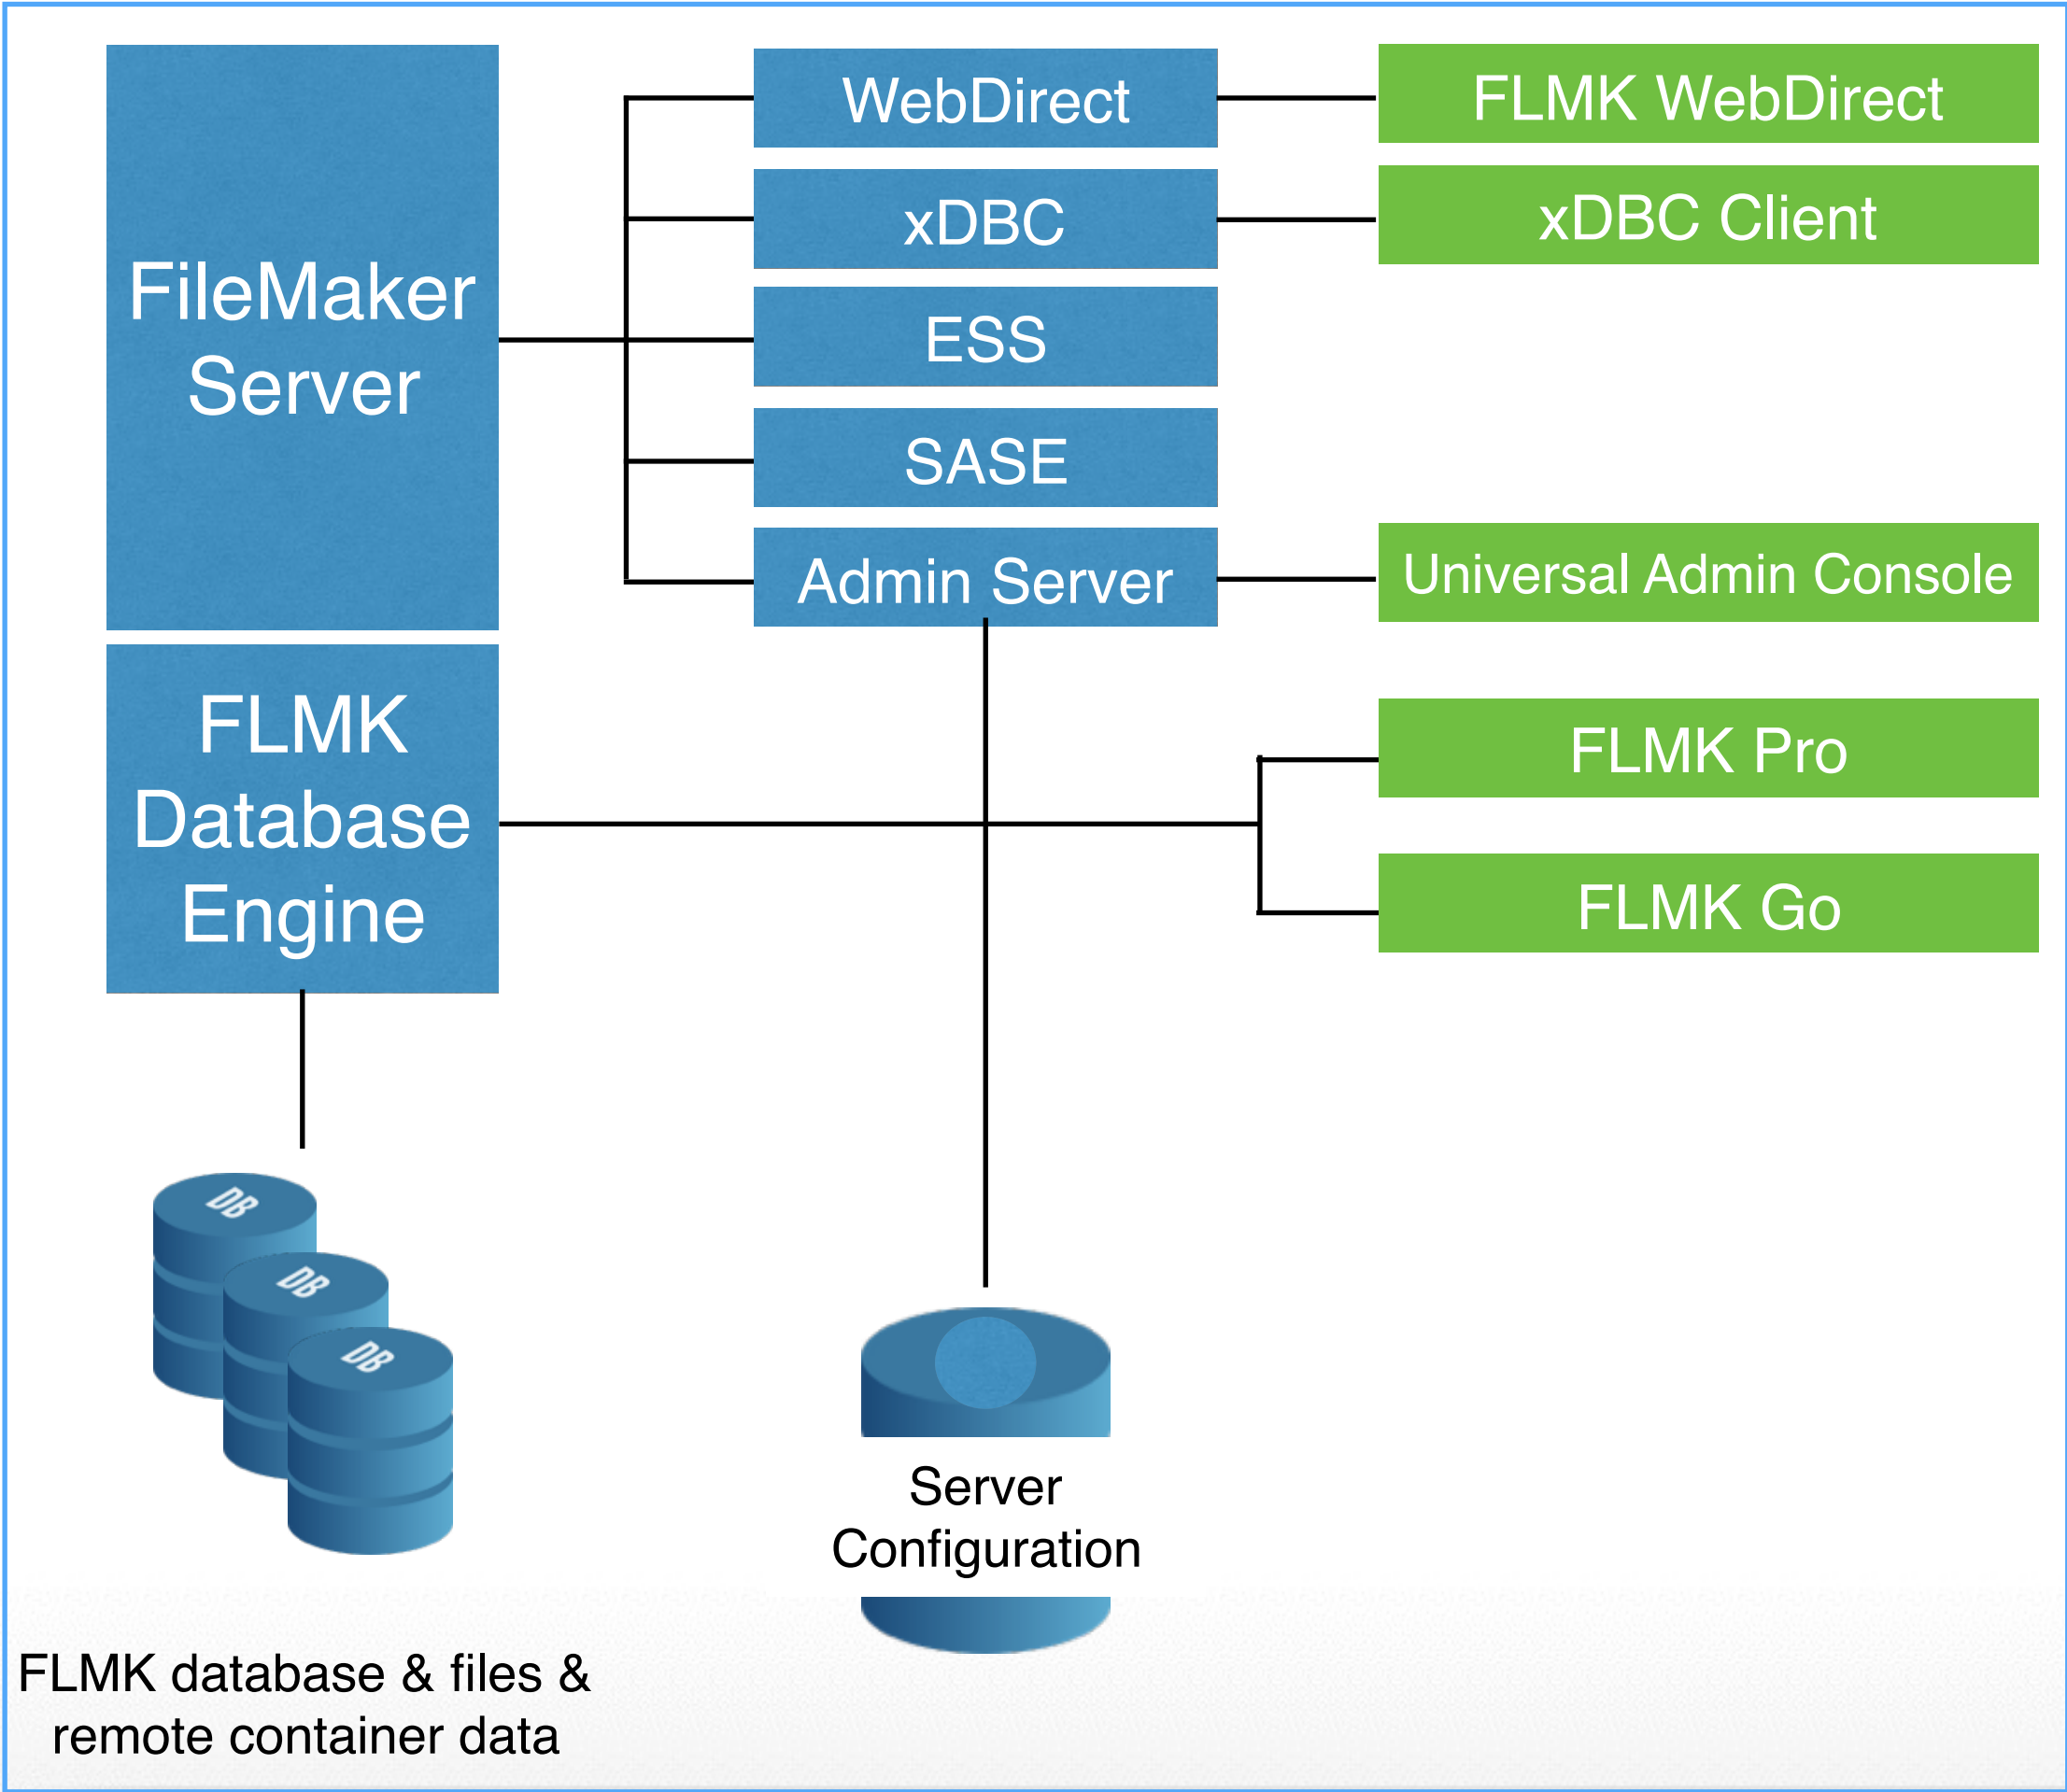 FileMaker
Server
WebDirect
FLMK WebDirect
xDBC
xDBC Client
ESS
SASE
Admin Server
Universal Admin Console
FLMK
Database
Engine
FLMK Pro
FLMK Go
DB
DB
DB
Server
Configuration
FLMK database & files &
remote container data